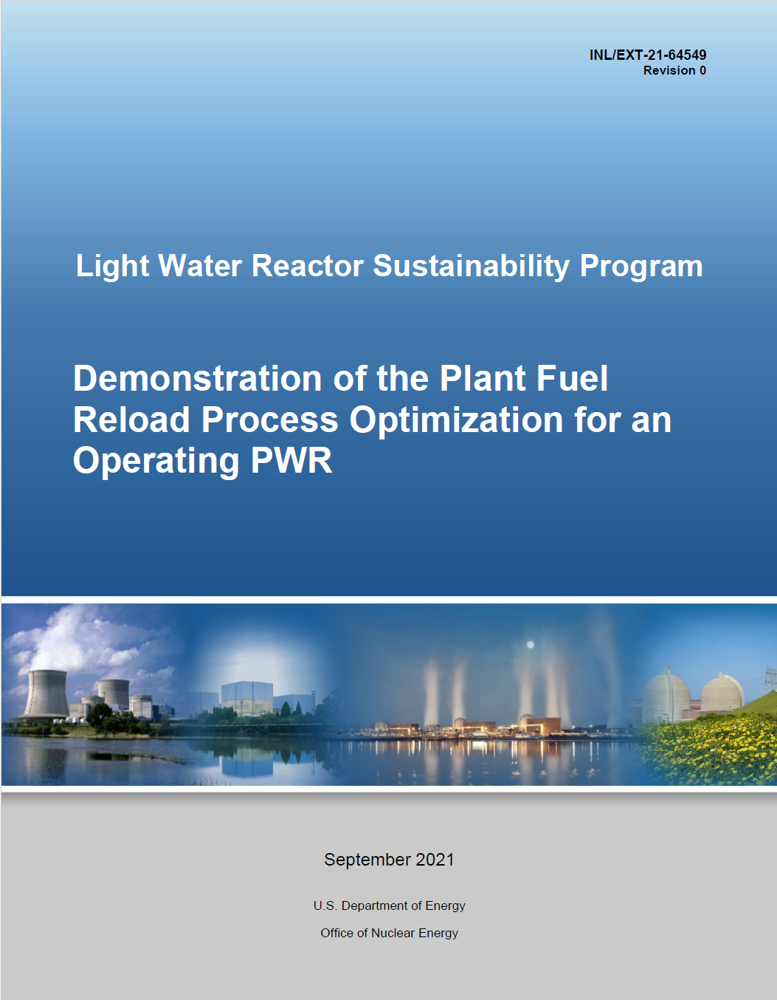 INL/EXT-21-64549
Revision 0
Light Water Reactor Sustainability Program
Demonstration of the Plant Fuel
Reload Process Optimization for an
Operating PWR
September 2021
U.S. Department of Energy
Office of Nuclear Energy